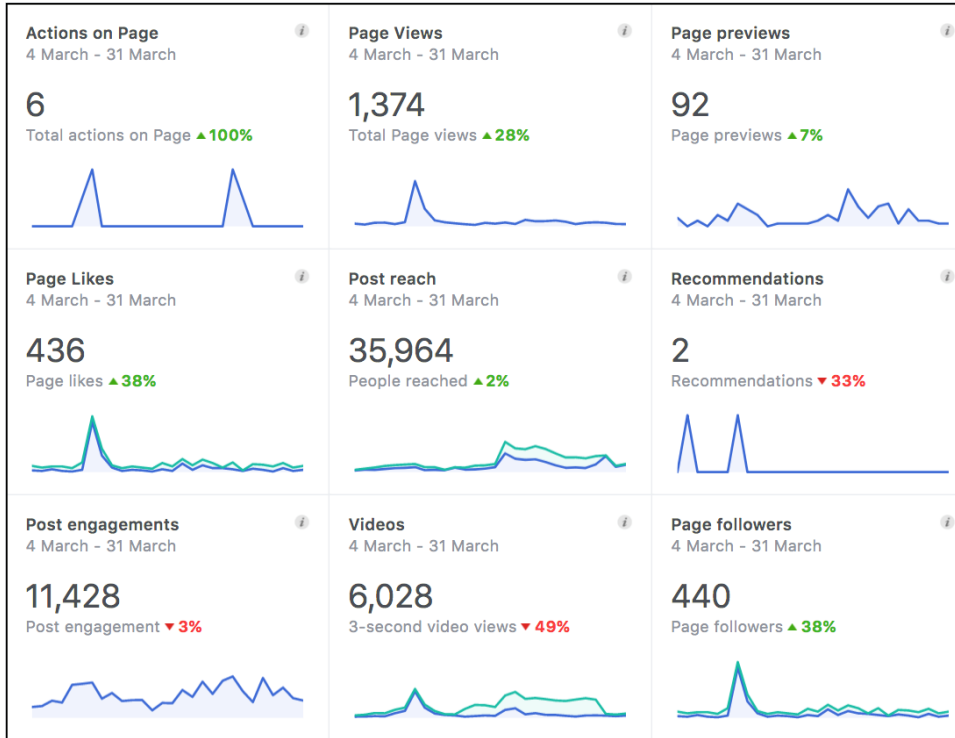 Actions on Page
4 March - 31 March
6
Total actions on Page ▲ 100%
Page Views
4 March - 31 March
1,374
Total Page views ▲ 28%
Page previews
4 March - 31 March
92
Page previews ▲ 7%
Page Likes
4 March - 31 March
436
Page likes ▲ 38%
Post reach
4 March - 31 March
35,964
People reached ▲ 2%
Recommendations
4 March - 31 March
2
Recommendations ▼ 33%
Post engagements
4 March - 31 March
11,428
Post engagement ▼ 3%
Videos
4 March - 31 March
6,028
3-second video views ▼ 49%
Page followers
4 March - 31 March
440
Page followers ▲ 38%